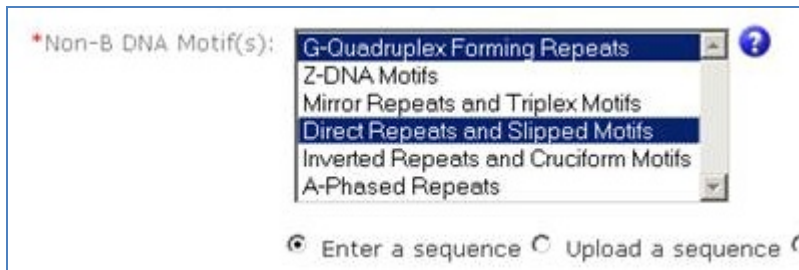 *Non-B DNA Motif(s): G-Quadruplex Forming Repeats ?
Z-DNA Motifs
Mirror Repeats and Triplex Motifs
Direct Repeats and Slipped Motifs
Inverted Repeats and Cruciform Motifs
A-Phased Repeats
Enter a sequence Upload a sequence